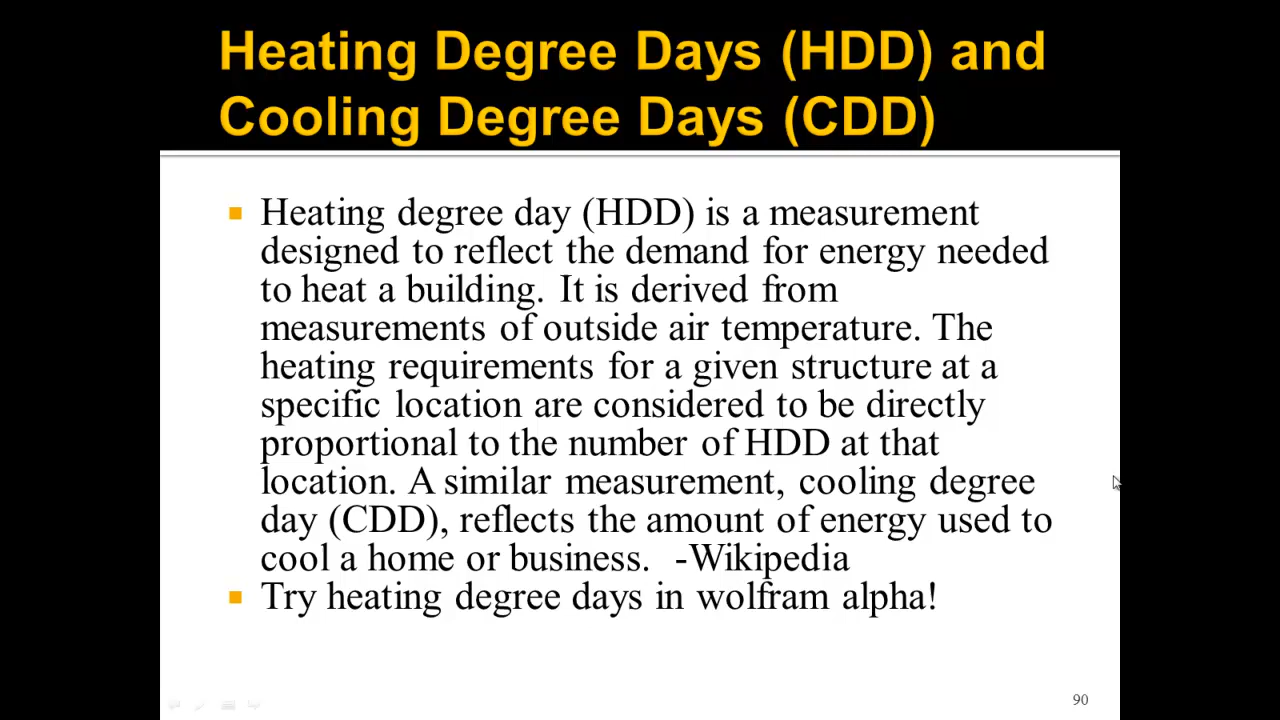 Heating Degree Days (HDD) and
Cooling Degree Days (CDD)
Heating degree day (HDD) is a measurement
designed to reflect the demand for energy needed
to heat a building. It is derived from
measurements of outside air temperature. The
heating requirements for a given structure at a
specific location are considered to be directly
proportional to the number of HDD at that
location. A similar measurement, cooling degree
day (CDD), reflects the amount of energy used to
cool a home or business. -Wikipedia
Try heating degree days in wolfram alpha!
90